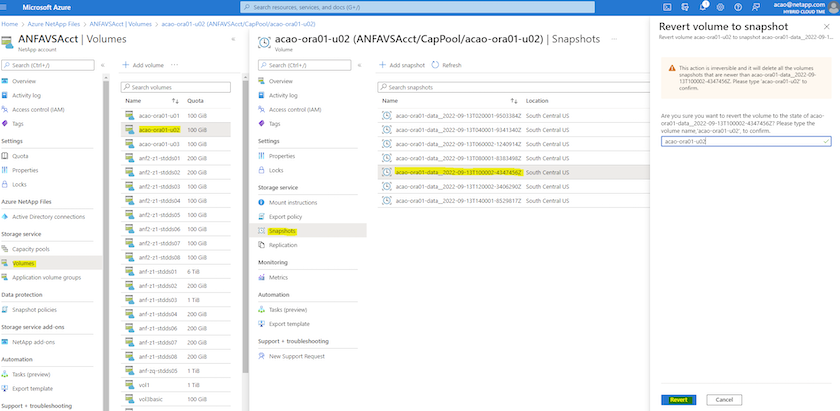 Microsoft Azure
Search resources, services, and docs (G+/)
acao@netapp.com
HYBRID CLOUD TME
Home > Azure NetApp Files > ANFAVSAcct | Volumes > acao-ora01-u02 (ANFAVSAcct/CapPool/acao-ora01-u02)
ANFAVSAcct | Volumes
NetApp account
Search (Ctrl+/)
Overview
Activity log
Access control (IAM)
Tags
Settings
Quota
Properties
Locks
Azure NetApp Files
Active Directory connections
Storage service
Capacity pools
Volumes
Application volume groups
Data protection
Snapshot policies
Storage service add-ons
NetApp add-ons
Automation
Tasks (preview)
Export template
Support + troubleshooting
Add volume
Search volumes
Name Quota
acao-ora01-u01 100 GiB
acao-ora01-u02 100 GiB
acao-ora01-u03 100 GiB
anf2-z1-stdds01 200 GiB
anf2-z1-stdds02 200 GiB
anf2-z1-stdds03 100 GiB
anf2-z1-stdds04 100 GiB
anf2-z1-stdds05 100 GiB
anf2-z1-stdds06 100 GiB
anf2-z1-stdds07 100 GiB
anf2-z1-stdds08 100 GiB
anf-z1-stdds01 6 TiB
anf-z1-stdds02 200 GiB
anf-z1-stdds03 1 TiB
anf-z1-stdds04 200 GiB
anf-z1-stdds06 200 GiB
anf-z1-stdds07 200 GiB
anf-z1-stdds08 200 GiB
anf-zq-stdds05 200 GiB
vol1 100 GiB
vol3basic 100 GiB
acao-ora01-u02 (ANFAVSAcct/CapPool/acao-ora01-u02) | Snapshots
Volume
Search (Ctrl+/)
Overview
Activity log
Access control (IAM)
Tags
Settings
Properties
Locks
Storage service
Mount instructions
Export policy
Snapshots
Replication
Monitoring
Metrics
Automation
Tasks (preview)
Export template
Support + troubleshooting
New Support Request
Add snapshot Refresh
Search snapshots
Name Location
acao-ora01-data__2022-09-13T020001-9503384Z South Central US
acao-ora01-data__2022-09-13T040001-9341340Z South Central US
acao-ora01-data__2022-09-13T060002-1240914Z South Central US
acao-ora01-data__2022-09-13T080001-8383498Z South Central US
acao-ora01-data__2022-09-13T100002-4347456Z South Central US
acao-ora01-data__2022-09-13T120002-3406290Z South Central US
acao-ora01-data__2022-09-13T140001-8529817Z South Central US
Revert volume to snapshot
Revert volume acao-ora01-u02 to snapshot acao-ora01-data__2022-09-1...
This action is irreversible and it will delete all the volumes
snapshots that are newer than acao-ora01-data__2022-09-
13T100002-4347456Z. Please type 'acao-ora01-u02' to
confirm.
Are you sure you want to revert the volume to the state of acao-
ora01-data__2022-09-13T100002-4347456Z? Please type the
volume name 'acao-ora01-u02', to confirm.
acao-ora01-u02
Revert
Cancel